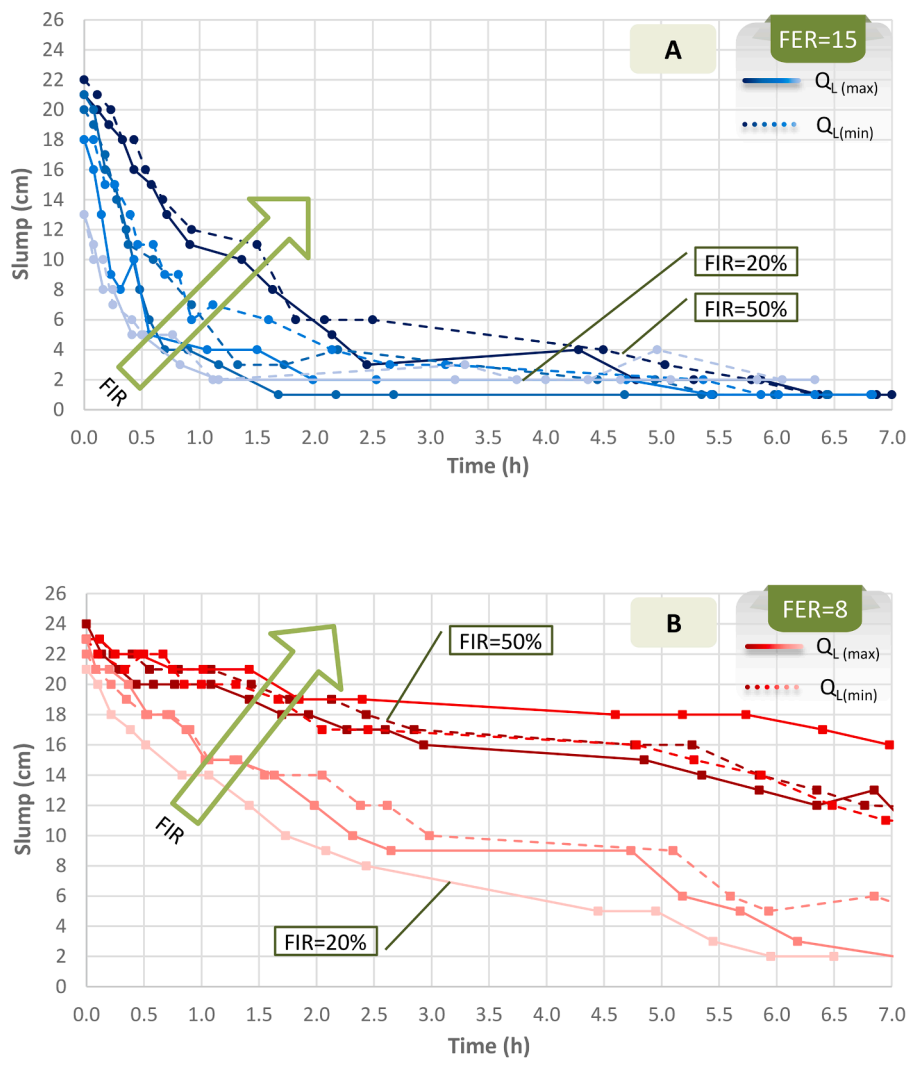 26
24
22
20
18
16
14
12
10
8
6
4
2
0
Slump (cm)
A
FER=15
Q L (max)
Q L(min)
FIR=20%
FIR=50%
FIR
0.0 0.5 1.0 1.5 2.0 2.5 3.0 3.5 4.0 4.5 5.0 5.5 6.0 6.5 7.0
Time (h)
26
24
22
20
18
16
14
12
10
8
6
4
2
0
Slump (cm)
B
FER=8
Q L (max)
Q L(min)
FIR=50%
FIR
FIR=20%
0.0 0.5 1.0 1.5 2.0 2.5 3.0 3.5 4.0 4.5 5.0 5.5 6.0 6.5 7.0
Time (h)